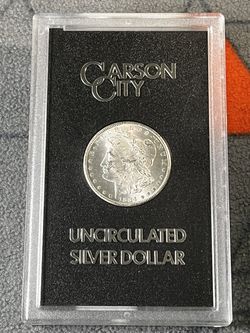 CARSON
CITY
UNCIRCULATED
SILVER DOLLAR